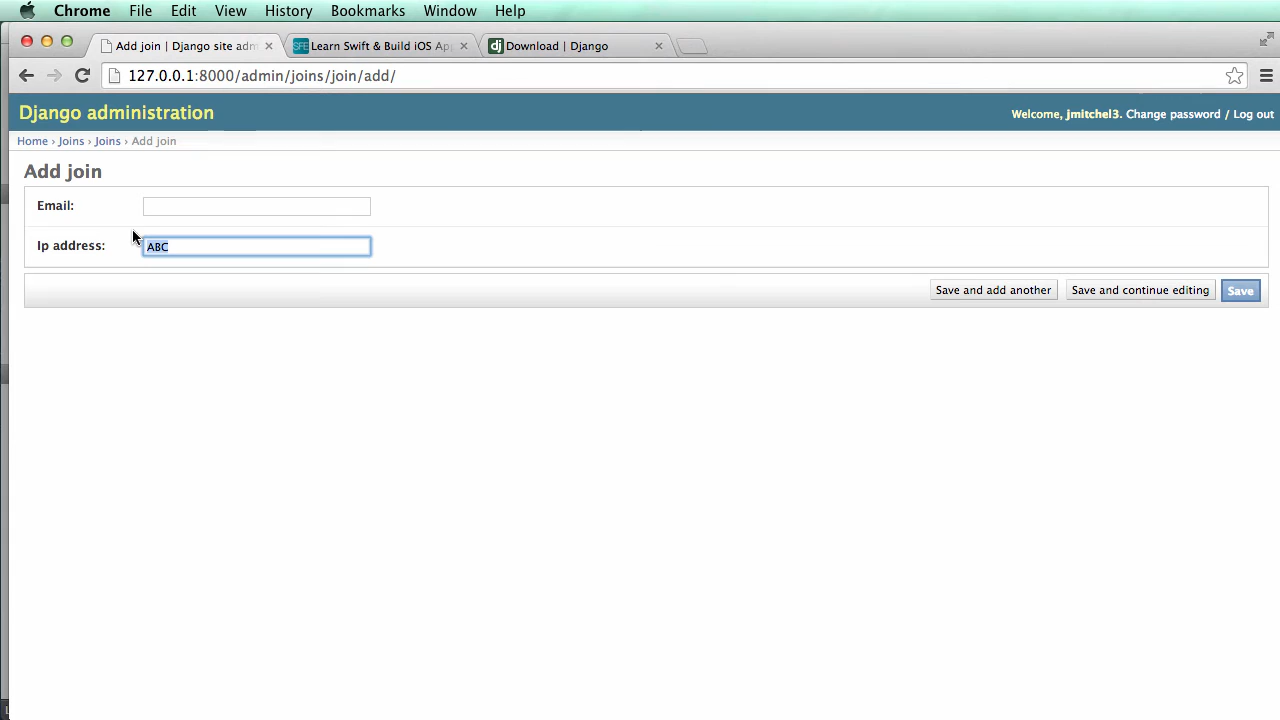 Chrome File Edit View History Bookmarks Window Help
Add join | Django site adm
Learn Swift & Build iOS Ap
Download | Django
127.0.0.1:8000/admin/joins/join/add/
Django administration
Welcome, jmitchel3. Change password / Log out
Home › Joins › Joins › Add join
Add join
Email:
Ip address: ABC
Save and add another Save and continue editing Save